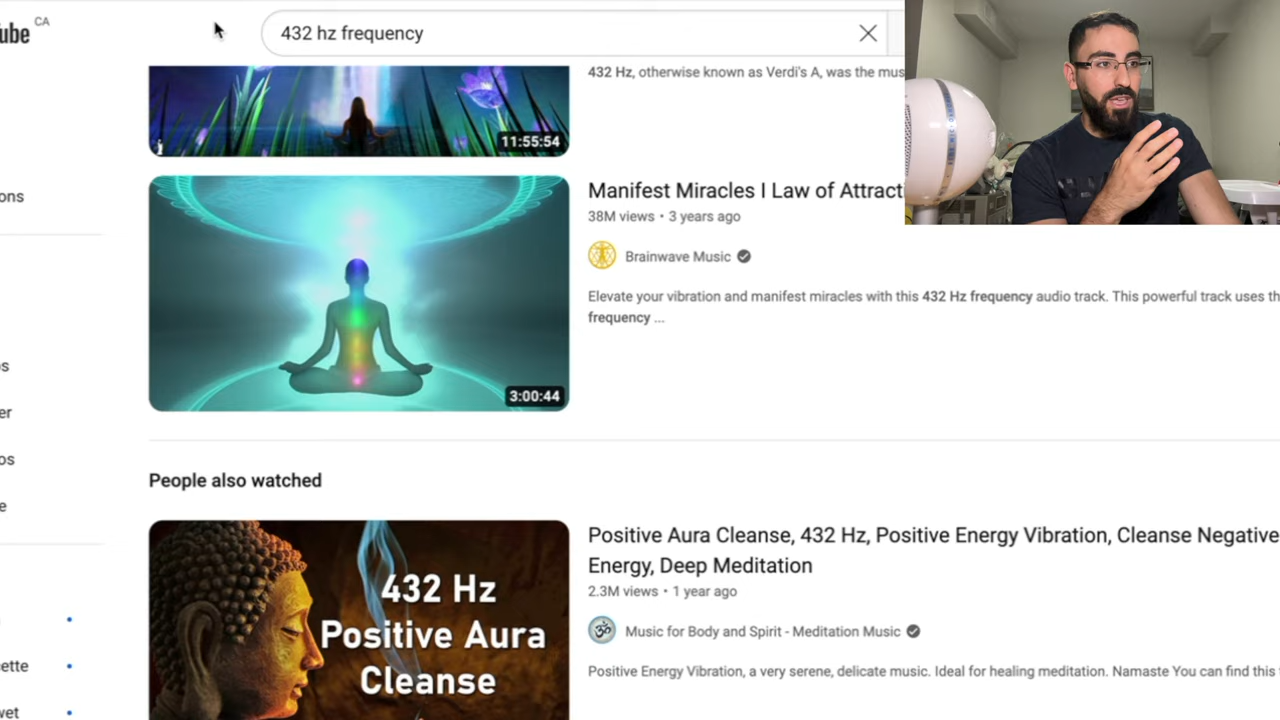 ube CA
432 hz frequency
432 Hz, otherwise known as Verdi's A, was the mus
11:55:54
ons
Manifest Miracles I Law of Attract
38M views • 3 years ago
Brainwave Music
Elevate your vibration and manifest miracles with this 432 Hz frequency audio track. This powerful track uses th
frequency ...
3:00:44
s
er
os
e
People also watched
Positive Aura Cleanse, 432 Hz, Positive Energy Vibration, Cleanse Negative
Energy, Deep Meditation
2.3M views • 1 year ago
Music for Body and Spirit - Meditation Music
Positive Energy Vibration, a very serene, delicate music. Ideal for healing meditation. Namaste You can find this
432 Hz
Positive Aura
Cleanse
ette
wet